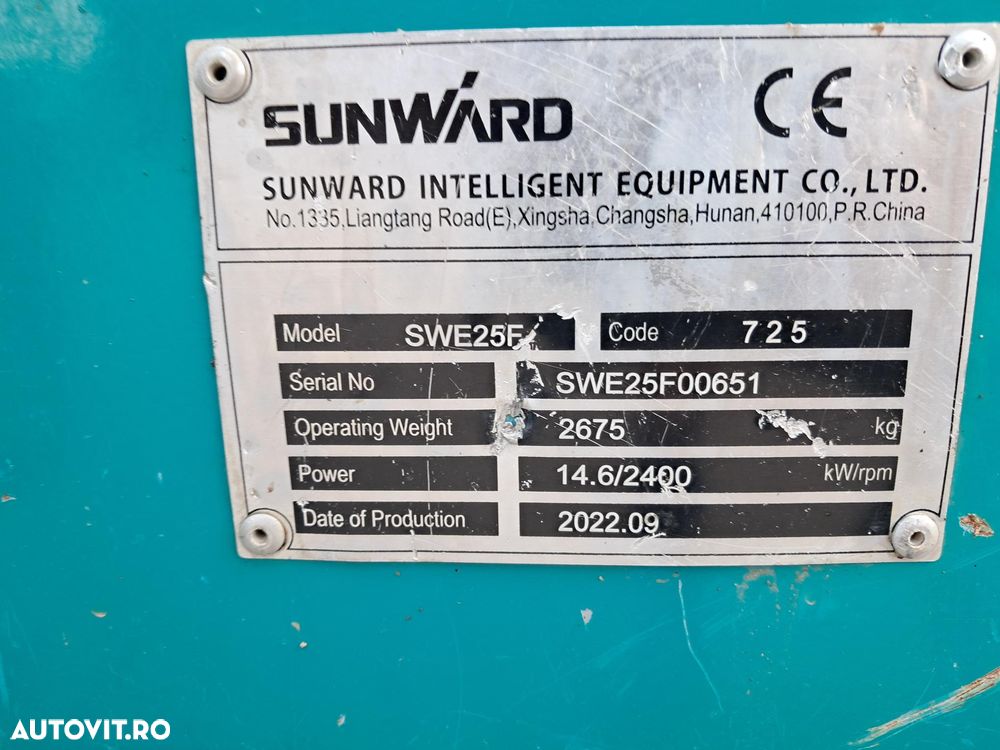 SUNWARD CE
SUNWARD INTELLIGENT EQUIPMENT CO., LTD.
No.1335,Liangtang Road(E),Xingsha,Changsha,Hunan,410100,P.R.China
Model SWE25F Code 725
Serial No SWE25F00651
Operating Weight 2675 kg
Power 14.6/2400 kW/rpm
Date of Production 2022.09
AUTOVIT.RO